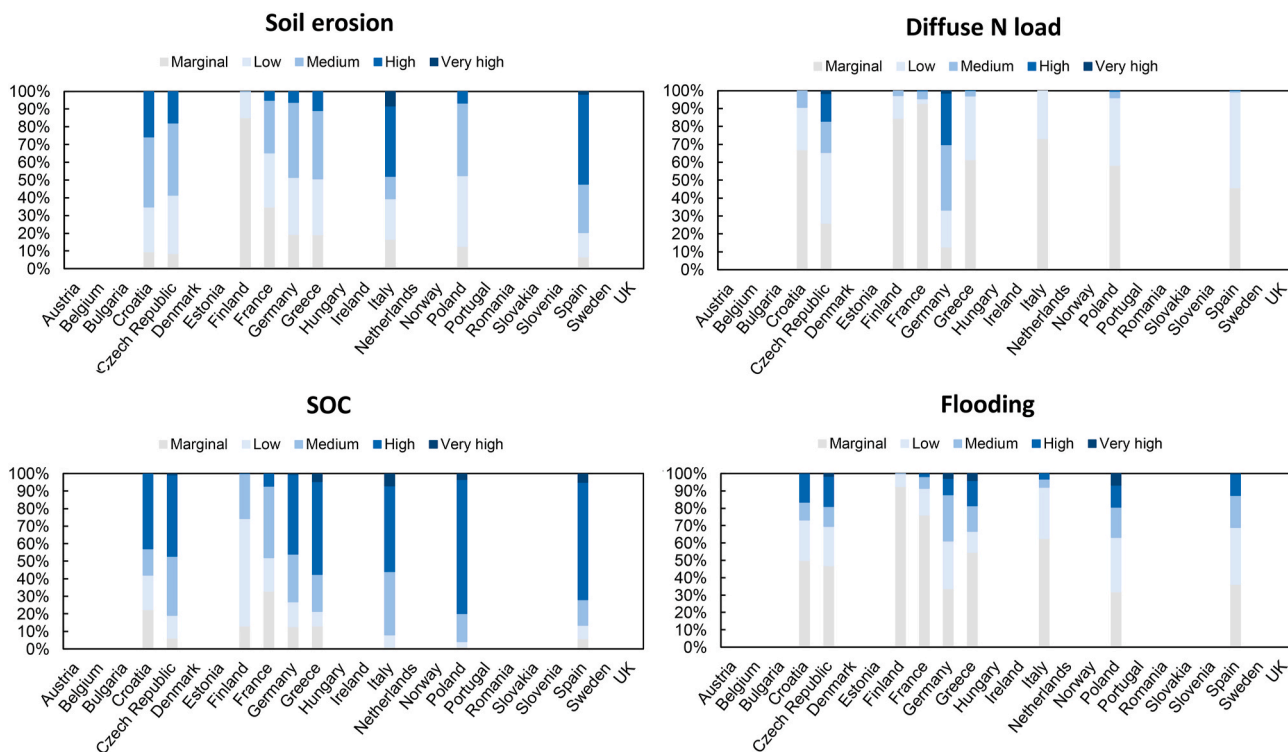 Soil erosion
Marginal Low Medium High Very high
100%
90%
80%
70%
60%
50%
40%
30%
20%
10%
0%
Austria
Belgium
Bulgaria
Croatia
Czech Republic
Denmark
Estonia
Finland
France
Germany
Greece
Hungary
Ireland
Italy
Netherlands
Norway
Poland
Portugal
Romania
Slovakia
Slovenia
Spain
Sweden
UK
Diffuse N load
Marginal Low Medium High Very high
100%
90%
80%
70%
60%
50%
40%
30%
20%
10%
0%
Austria
Belgium
Bulgaria
Croatia
Czech Republic
Denmark
Estonia
Finland
France
Germany
Greece
Hungary
Ireland
Italy
Netherlands
Norway
Poland
Portugal
Romania
Slovakia
Slovenia
Spain
Sweden
UK
SOC
Marginal Low Medium High Very high
100%
90%
80%
70%
60%
50%
40%
30%
20%
10%
0%
Austria
Belgium
Bulgaria
Croatia
Czech Republic
Denmark
Estonia
Finland
France
Germany
Greece
Hungary
Ireland
Italy
Netherlands
Norway
Poland
Portugal
Romania
Slovakia
Slovenia
Spain
Sweden
UK
Flooding
Marginal Low Medium High Very high
100%
90%
80%
70%
60%
50%
40%
30%
20%
10%
0%
Austria
Belgium
Bulgaria
Croatia
Czech Republic
Denmark
Estonia
Finland
France
Germany
Greece
Hungary
Ireland
Italy
Netherlands
Norway
Poland
Portugal
Romania
Slovakia
Slovenia
Spain
Sweden
UK